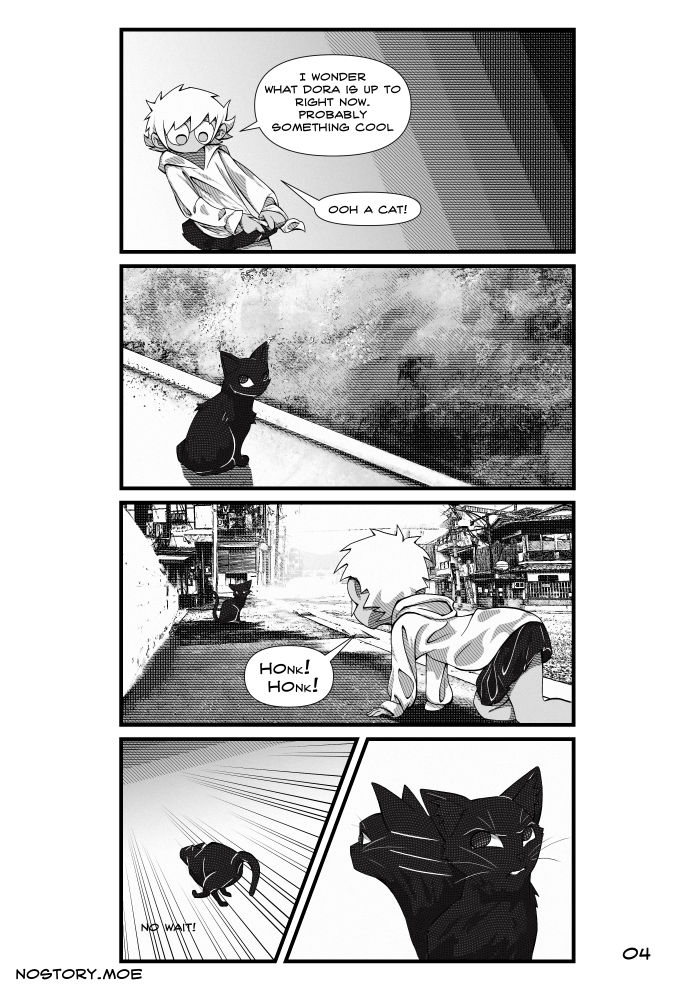 I WONDER
WHAT DORA IS UP TO
RIGHT NOW.
PROBABLY
SOMETHING COOL
OOH A CAT!
HONK!
HONK!
NO WAIT!
04
NOSTORY.MOE